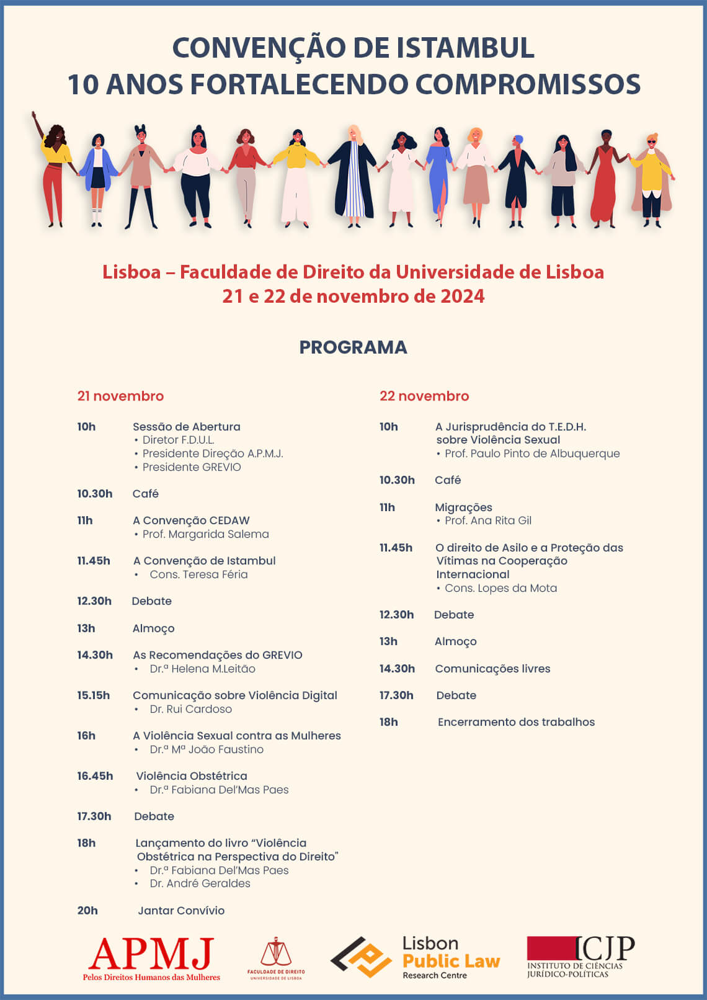 CONVENÇÃO DE ISTAMBUL
10 ANOS FORTALECENDO COMPROMISSOS
Lisboa – Faculdade de Direito da Universidade de Lisboa
21 e 22 de novembro de 2024
PROGRAMA
21 novembro
10h Sessão de Abertura
• Diretor F.D.U.L.
• Presidente Direção A.P.M.J.
• Presidente GREVIO
10.30h Café
11h A Convenção CEDAW
• Prof. Margarida Salema
11.45h A Convenção de Istambul
• Cons. Teresa Féria
12.30h Debate
13h Almoço
14.30h As Recomendações do GREVIO
• Dr.ª Helena M.Leitão
15.15h Comunicação sobre Violência Digital
• Dr. Rui Cardoso
16h A Violência Sexual contra as Mulheres
• Dr.ª Mª João Faustino
16.45h Violência Obstétrica
• Dr.ª Fabiana Del’Mas Paes
17.30h Debate
18h Lançamento do livro “Violência
Obstétrica na Perspectiva do Direito"
• Dr.ª Fabiana Del’Mas Paes
• Dr. André Geraldes
20h Jantar Convívio
22 novembro
10h A Jurisprudência do T.E.D.H.
sobre Violência Sexual
• Prof. Paulo Pinto de Albuquerque
10.30h Café
11h Migrações
• Prof. Ana Rita Gil
11.45h O direito de Asilo e a Proteção das
Vítimas na Cooperação
Internacional
• Cons. Lopes da Mota
12.30h Debate
13h Almoço
14.30h Comunicações livres
17.30h Debate
18h Encerramento dos trabalhos
APMJ
Pelos Direitos Humanos das Mulheres
FACULDADE DE DIREITO
UNIVERSIDADE DE LISBOA
Lisbon
Public Law
Research Centre
ICJP
INSTITUTO DE CIÊNCIAS
JURÍDICO-POLÍTICAS